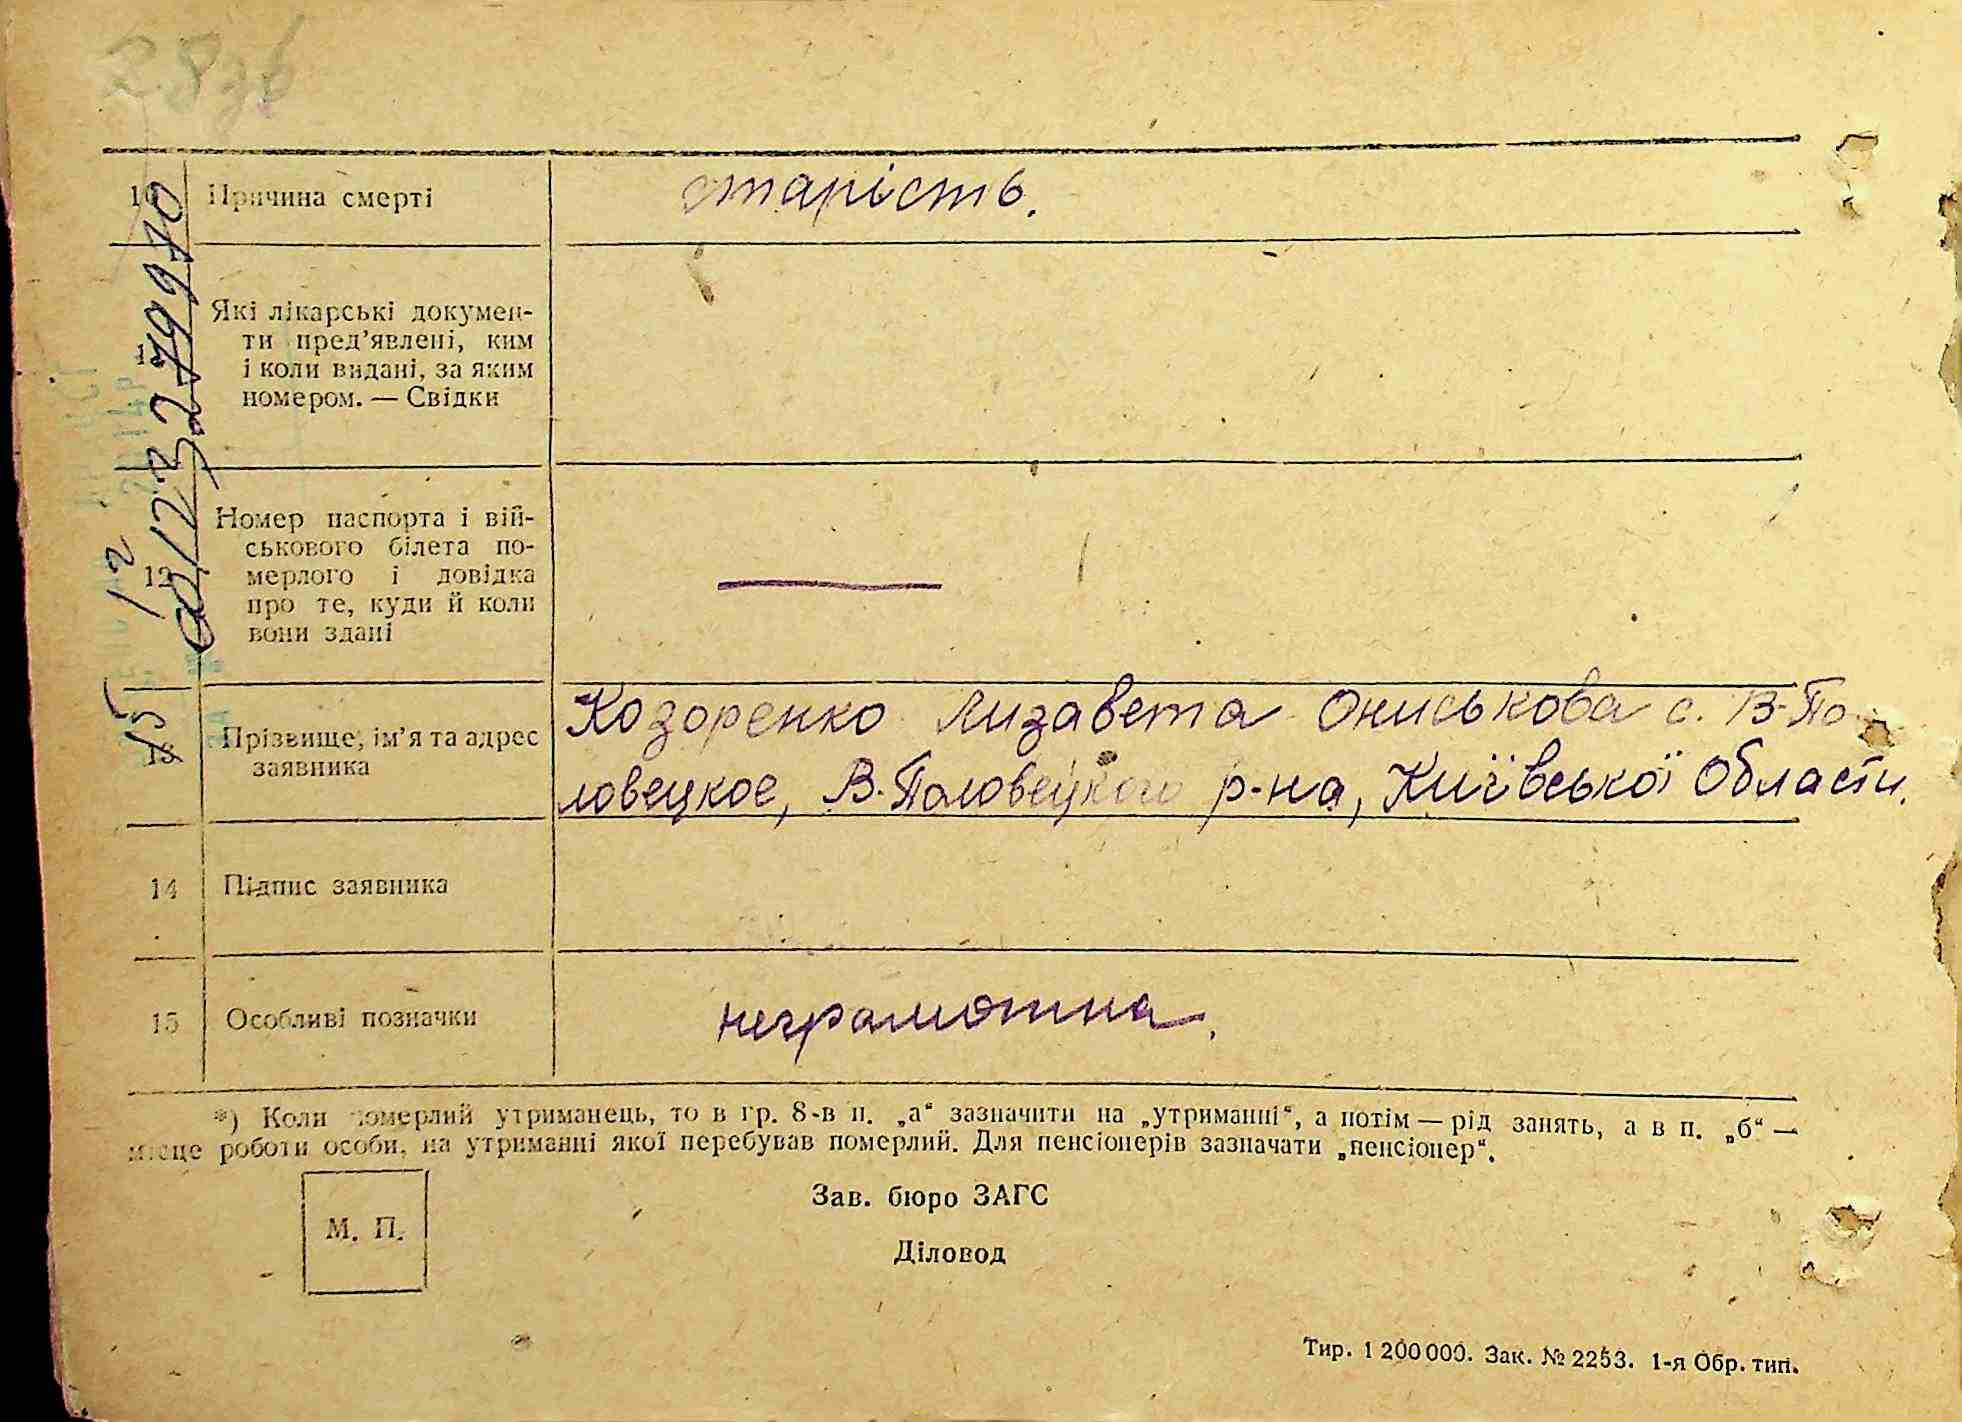 28зв
10 Причина смерті старість.
Які лікарські докумен-
ти пред’явлені, ким
і коли видані, за яким
номером. — Свідки
Номер паспорта і вій-
ськового білета по-
12 мерлого і довідка
про те, куди й коли
вони здані
Козоренко Лизавета Ониськова с. В-По
13 Прізвище, ім’я та адрес
заявника
ловецкое, В.Половецкого р-на, Київської Области.
14 Підпис заявника
15 Особливі позначки неграмотна.
*) Коли померлий утриманець, то в гр. 8-в п. „а“ зазначити на „утриманні“, а потім — рід занять, а в п. „б“ —
місце роботи особи, на утриманні якої перебував померлий. Для пенсіонерів зазначати „пенсіонер“.
Зав. бюро ЗАГС
М. П.
Діловод
Тир. 1 200 000. Зак. № 2253. 1-я Обр. тип.